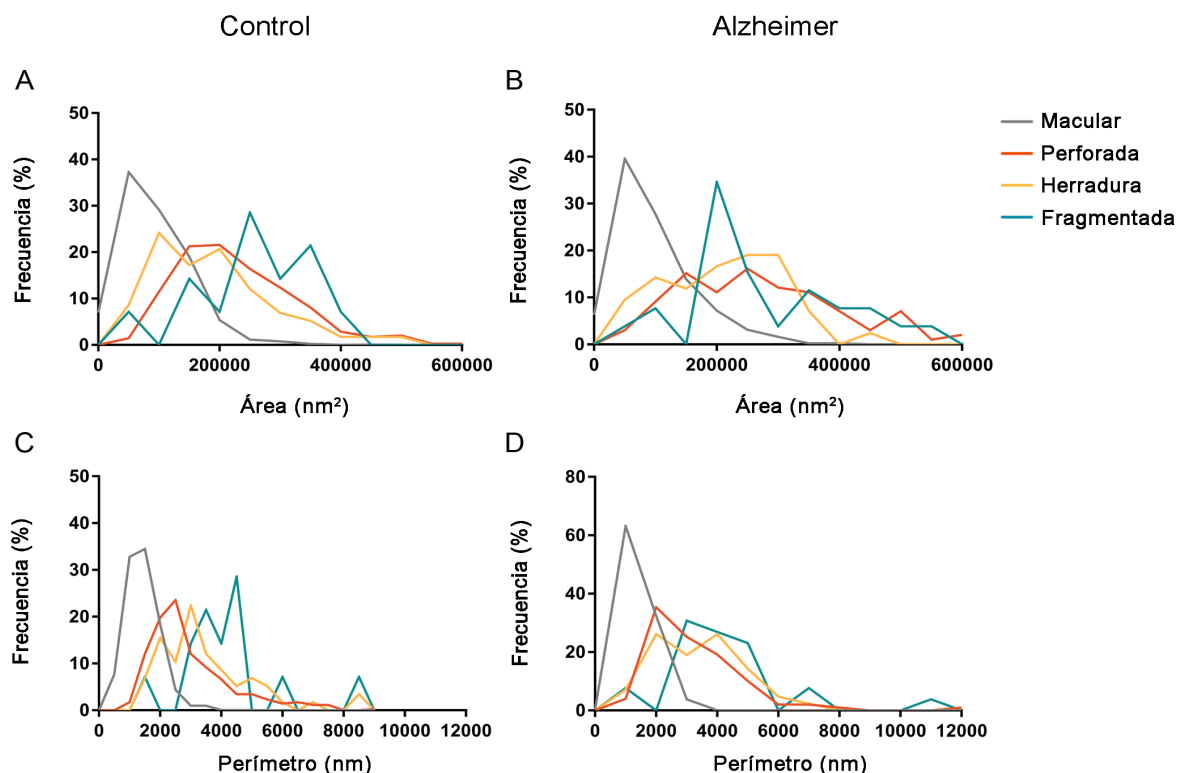 Control
Alzheimer
A
B
50
40
30
20
10
0
Frecuencia (%)
0
200000
400000
600000
Área (nm²)
50
40
30
20
10
0
Frecuencia (%)
0
200000
400000
600000
Área (nm²)
Macular
Perforada
Herradura
Fragmentada
C
D
50
40
30
20
10
0
Frecuencia (%)
0
2000
4000
6000
8000
10000
12000
Perímetro (nm)
80
60
40
20
0
Frecuencia (%)
0
2000
4000
6000
8000
10000
12000
Perímetro (nm)